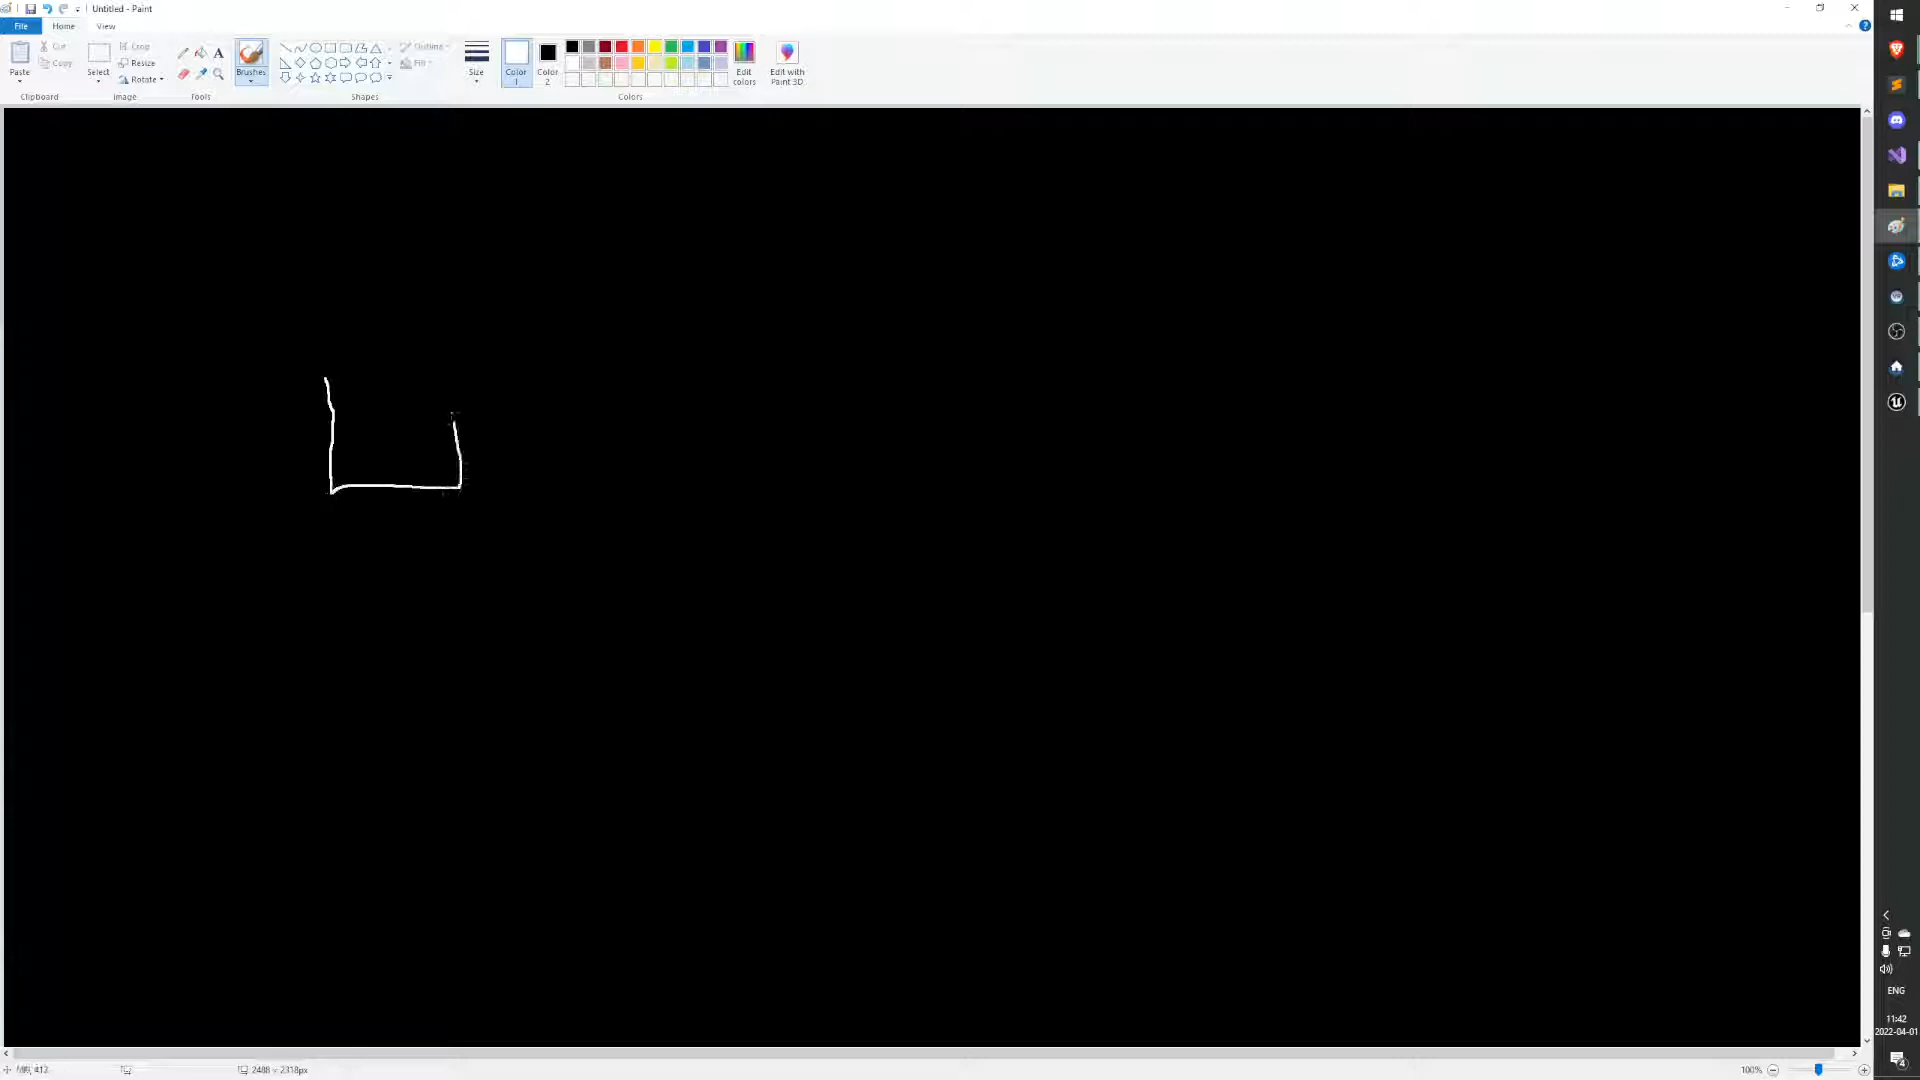 Untitled - Paint
File Home View
Paste
Cut
Copy
Clipboard
Select
Crop
Resize
Rotate
Image
A
Tools
Brushes
Shapes
Outline
Fill
Size
Color 1
Color 2
Colors
Edit colors
Edit with Paint 3D
2488 × 2318px
100%
ENG
11:42
2022-04-01
4